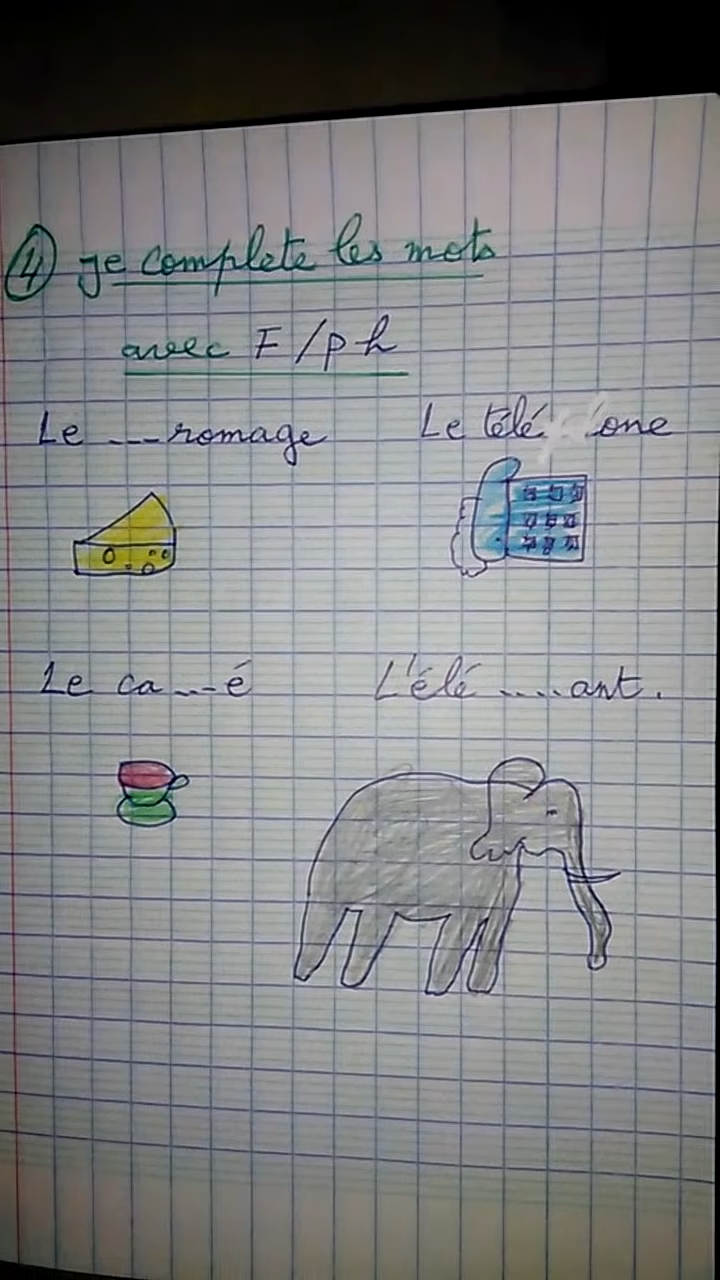 4 je complete les mots
avec F/ph
Le ---romage Le télé one
Le ca...é L'élé ....ant.